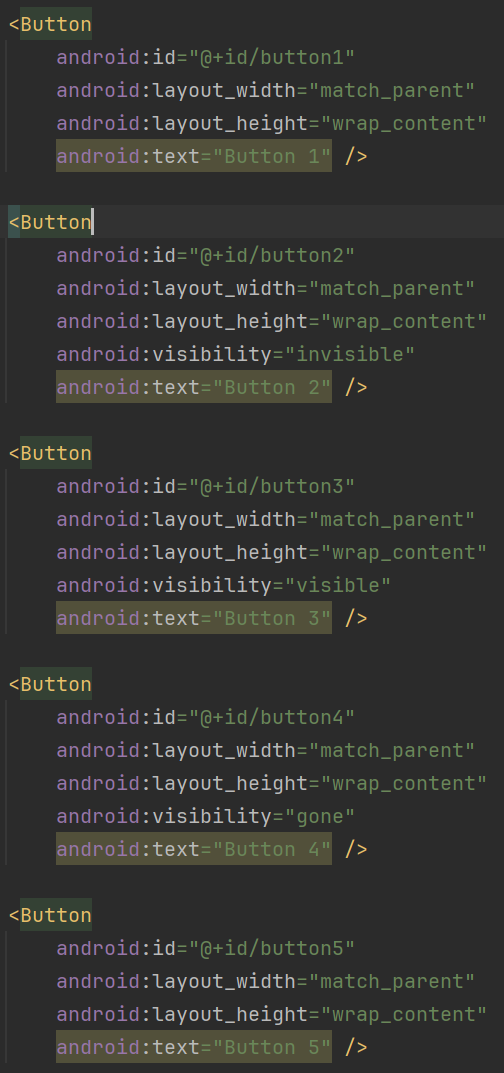 <Button
android:id="@+id/button1"
android:layout_width="match_parent"
android:layout_height="wrap_content"
android:text="Button 1" />
<Button
android:id="@+id/button2"
android:layout_width="match_parent"
android:layout_height="wrap_content"
android:visibility="invisible"
android:text="Button 2" />
<Button
android:id="@+id/button3"
android:layout_width="match_parent"
android:layout_height="wrap_content"
android:visibility="visible"
android:text="Button 3" />
<Button
android:id="@+id/button4"
android:layout_width="match_parent"
android:layout_height="wrap_content"
android:visibility="gone"
android:text="Button 4" />
<Button
android:id="@+id/button5"
android:layout_width="match_parent"
android:layout_height="wrap_content"
android:text="Button 5" />